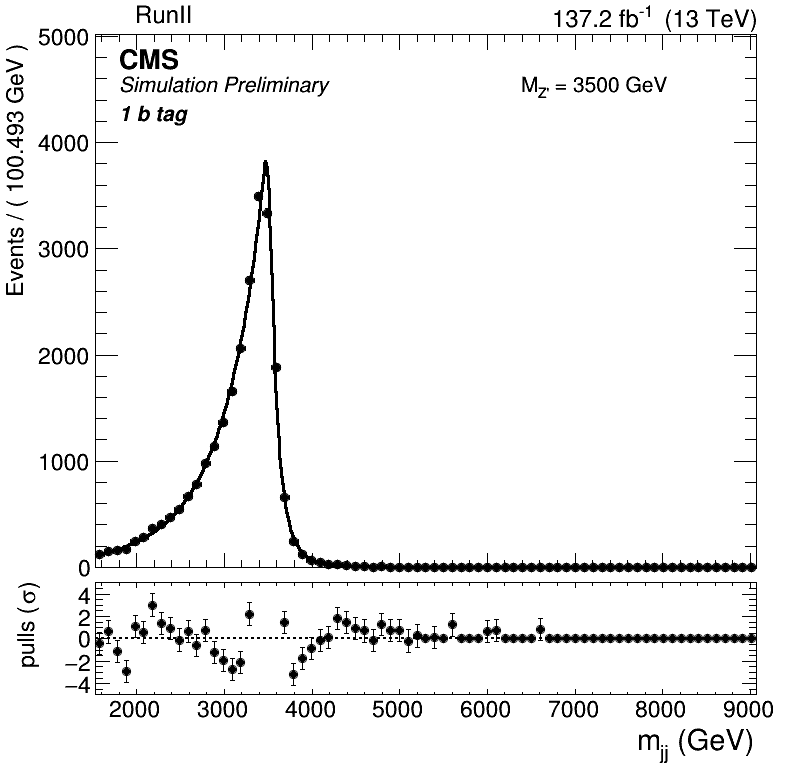 RunII 137.2 fb⁻¹ (13 TeV)
CMS
Simulation Preliminary
M_Z' = 3500 GeV
1 b tag
Events / ( 100.493 GeV )
5000
4000
3000
2000
1000
0
pulls (σ)
4
2
0
−2
−4
2000 3000 4000 5000 6000 7000 8000 9000
m_jj (GeV)